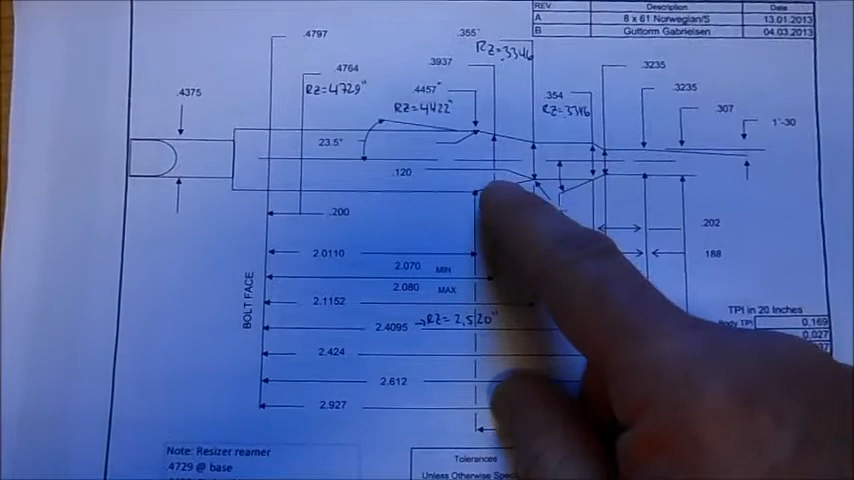 REV Description Date
A 8 x 61 Norwegian/S 13.01.2013
B Guttorm Gabrielsen 04.03.2013
.4797
.355"
RZ=.3346
.4764
RZ=4729"
.3937
.3235
.4375
.4457"
RZ=4422"
.354
RZ=3346
.3235
.307
1°-30
23.5°
.120
.200
.202
2.0110
188
2.070 MIN
2.080 MAX
BOLT FACE
2.1152
TPI in 20 Inches
Body TPI 0.169
0.027
2.4095 →RZ=2,520"
2.424
2.612
2.927
Note: Resizer reamer
.4729 @ base
Tolerances
Unless Otherwise